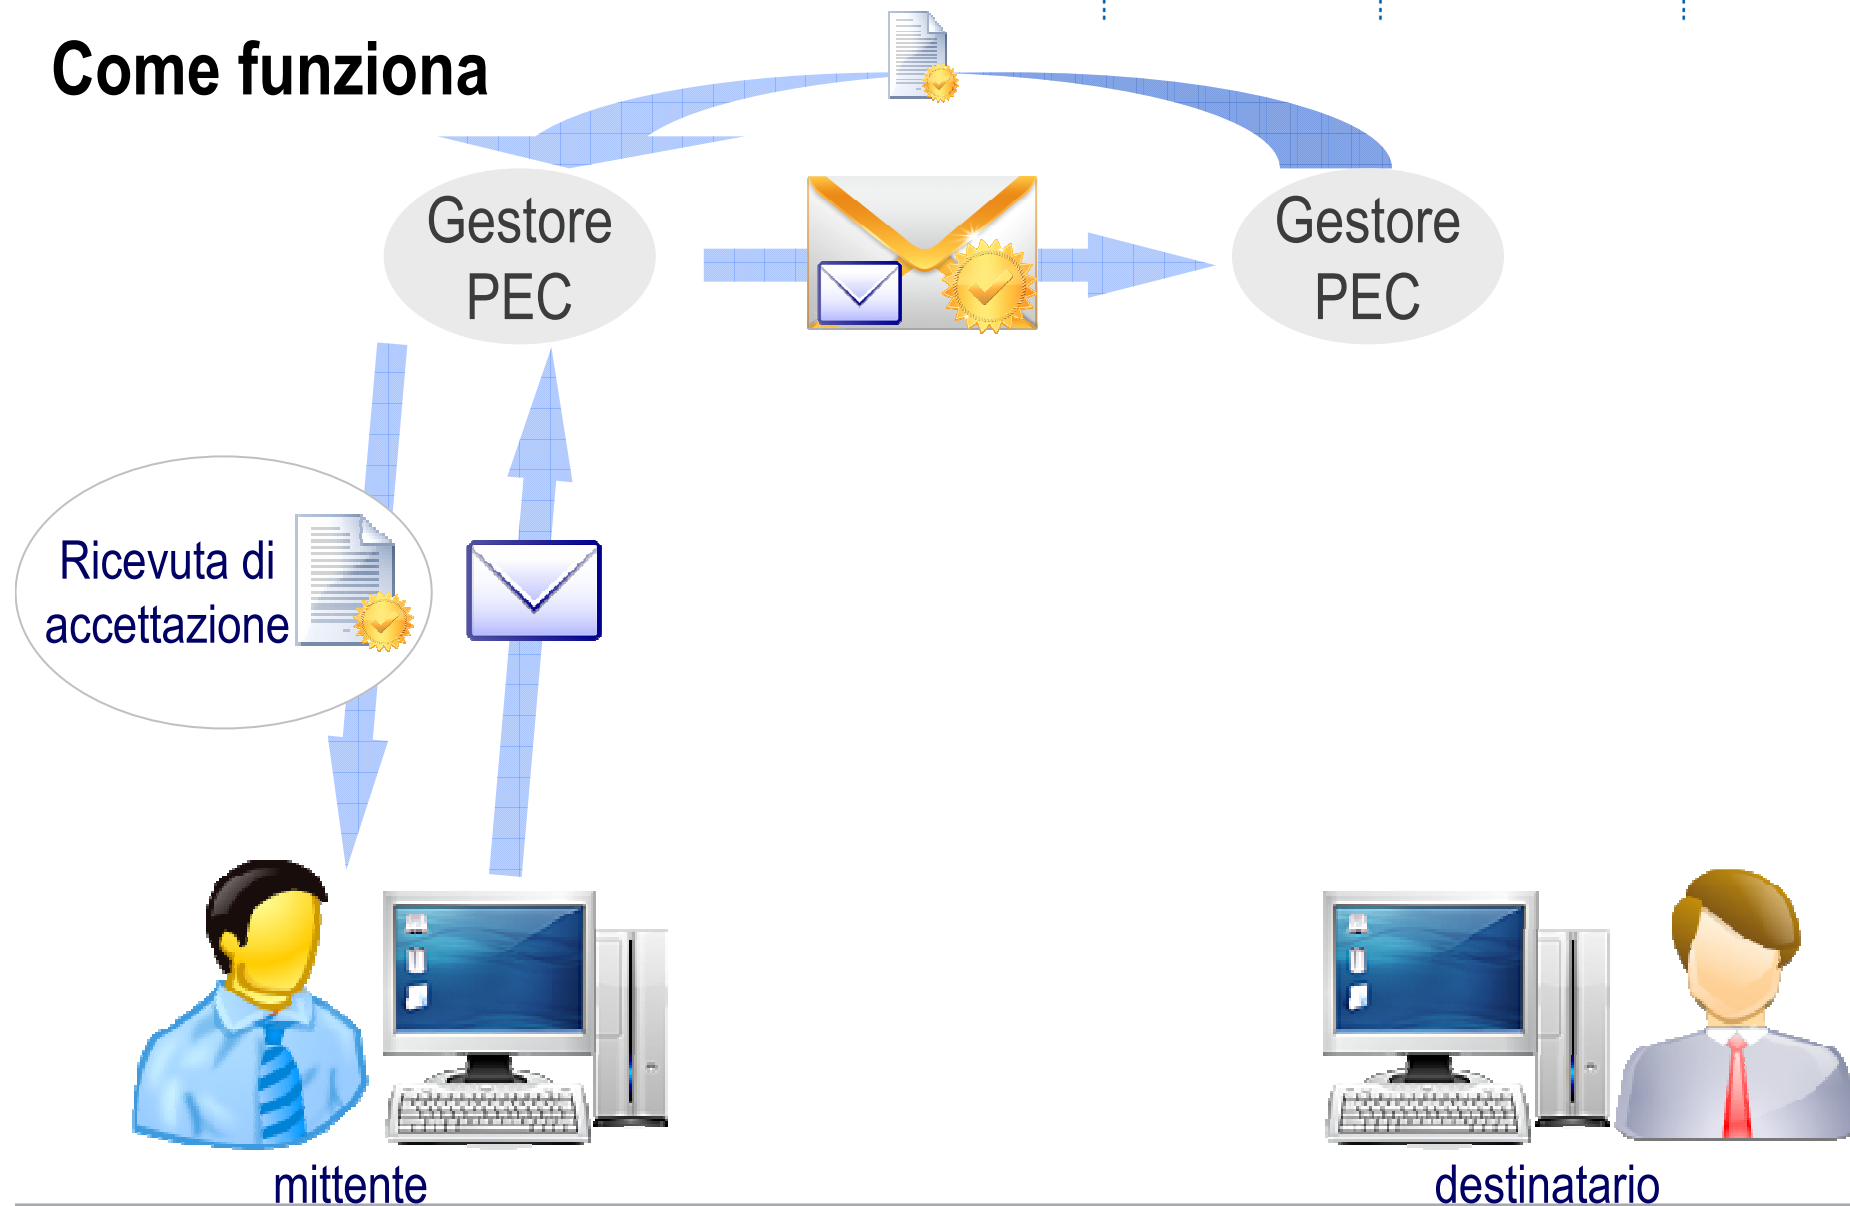 Come funziona
Gestore
PEC
Gestore
PEC
Ricevuta di
accettazione
mittente
destinatario